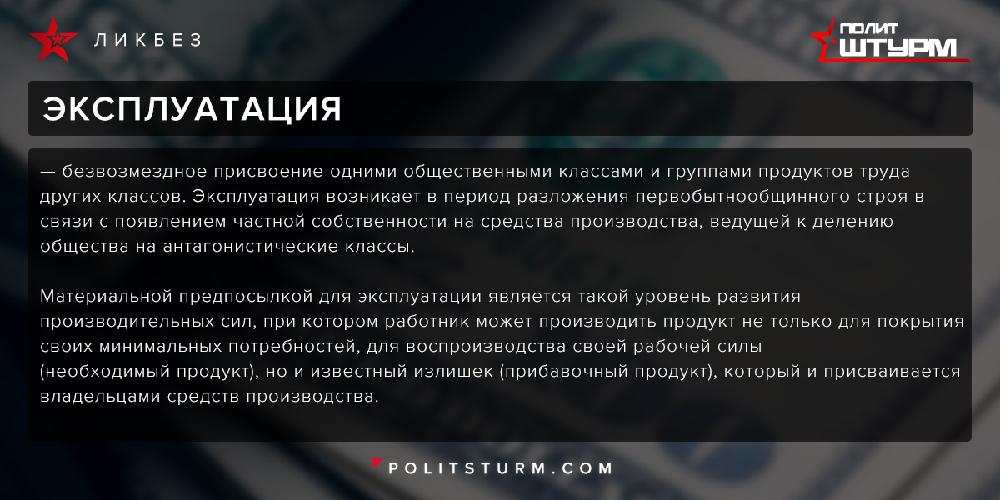 ЛИКБЕЗ
ПОЛИТ
ШТУРМ
ЭКСПЛУАТАЦИЯ
— безвозмездное присвоение одними общественными классами и группами продуктов труда
других классов. Эксплуатация возникает в период разложения первобытнообщинного строя в
связи с появлением частной собственности на средства производства, ведущей к делению
общества на антагонистические классы.
Материальной предпосылкой для эксплуатации является такой уровень развития
производительных сил, при котором работник может производить продукт не только для покрытия
своих минимальных потребностей, для воспроизводства своей рабочей силы
(необходимый продукт), но и известный излишек (прибавочный продукт), который и присваивается
владельцами средств производства.
POLITSTURM.COM